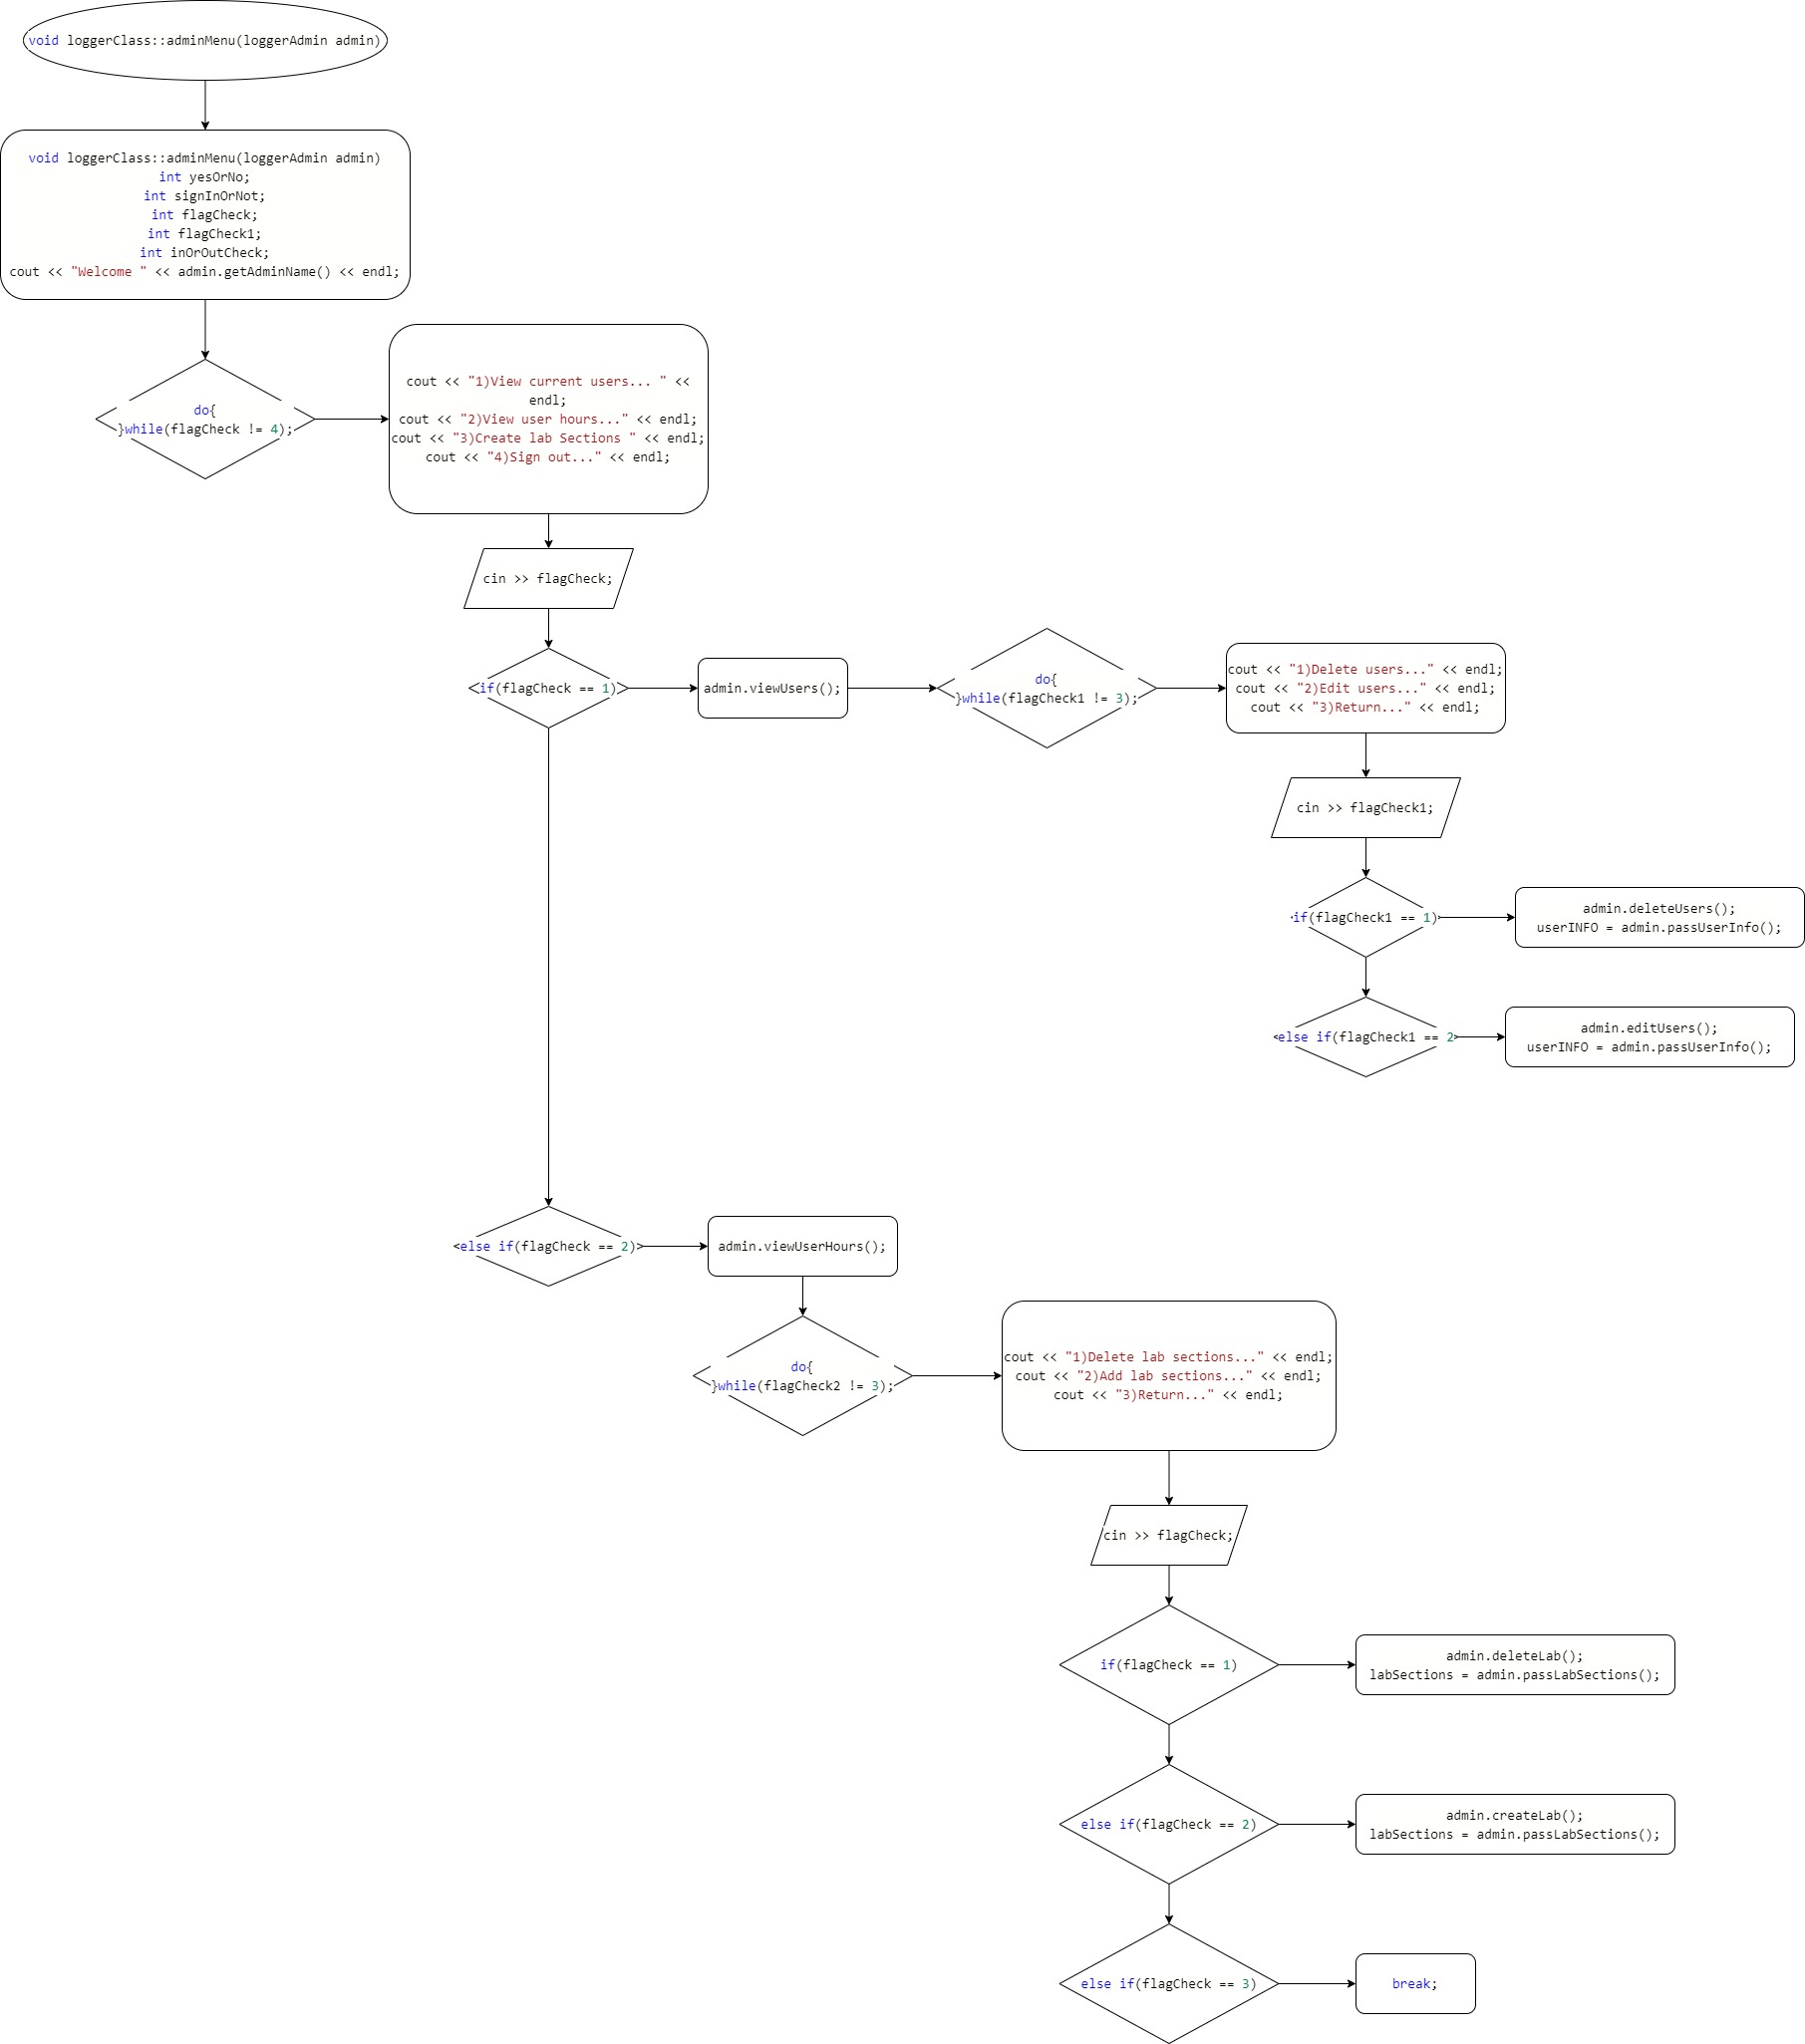 void loggerClass::adminMenu(loggerAdmin admin)
void loggerClass::adminMenu(loggerAdmin admin)
int yesOrNo;
int signInOrNot;
int flagCheck;
int flagCheck1;
int inOrOutCheck;
cout << "Welcome " << admin.getAdminName() << endl;
do{
}while(flagCheck != 4);
cout << "1)View current users... " <<
endl;
cout << "2)View user hours..." << endl;
cout << "3)Create lab Sections " << endl;
cout << "4)Sign out..." << endl;
cin >> flagCheck;
if(flagCheck == 1)
admin.viewUsers();
do{
}while(flagCheck1 != 3);
cout << "1)Delete users..." << endl;
cout << "2)Edit users..." << endl;
cout << "3)Return..." << endl;
cin >> flagCheck1;
if(flagCheck1 == 1)
admin.deleteUsers();
userINFO = admin.passUserInfo();
else if(flagCheck1 == 2
admin.editUsers();
userINFO = admin.passUserInfo();
else if(flagCheck == 2)
admin.viewUserHours();
do{
}while(flagCheck2 != 3);
cout << "1)Delete lab sections..." << endl;
cout << "2)Add lab sections..." << endl;
cout << "3)Return..." << endl;
cin >> flagCheck;
if(flagCheck == 1)
admin.deleteLab();
labSections = admin.passLabSections();
else if(flagCheck == 2)
admin.createLab();
labSections = admin.passLabSections();
else if(flagCheck == 3)
break;